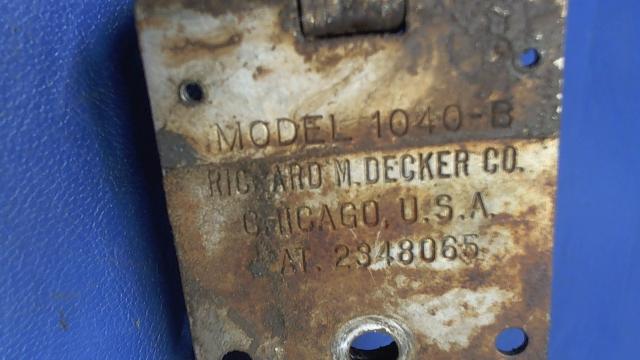 MODEL 1040-B
RICHARD M. DECKER CO.
CHICAGO, U.S.A.
PAT. 2348065